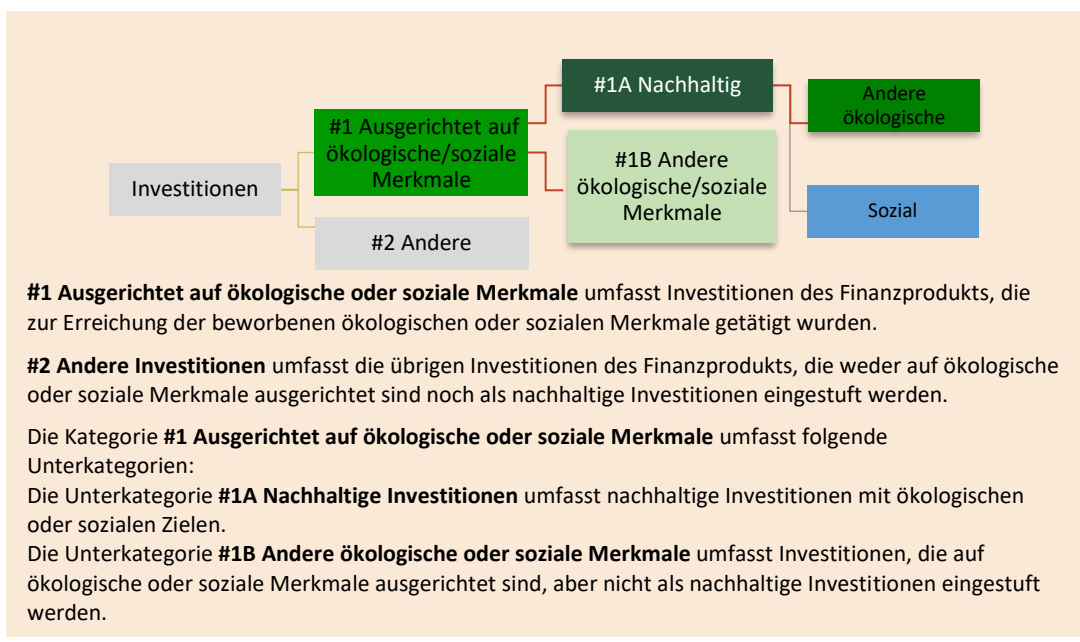 #1A Nachhaltig
Andere
ökologische
#1 Ausgerichtet auf
ökologische/soziale
Merkmale
#1B Andere
ökologische/soziale
Merkmale
Investitionen
Sozial
#2 Andere
#1 Ausgerichtet auf ökologische oder soziale Merkmale umfasst Investitionen des Finanzprodukts, die
zur Erreichung der beworbenen ökologischen oder sozialen Merkmale getätigt wurden.
#2 Andere Investitionen umfasst die übrigen Investitionen des Finanzprodukts, die weder auf ökologische
oder soziale Merkmale ausgerichtet sind noch als nachhaltige Investitionen eingestuft werden.
Die Kategorie #1 Ausgerichtet auf ökologische oder soziale Merkmale umfasst folgende
Unterkategorien:
Die Unterkategorie #1A Nachhaltige Investitionen umfasst nachhaltige Investitionen mit ökologischen
oder sozialen Zielen.
Die Unterkategorie #1B Andere ökologische oder soziale Merkmale umfasst Investitionen, die auf
ökologische oder soziale Merkmale ausgerichtet sind, aber nicht als nachhaltige Investitionen eingestuft
werden.